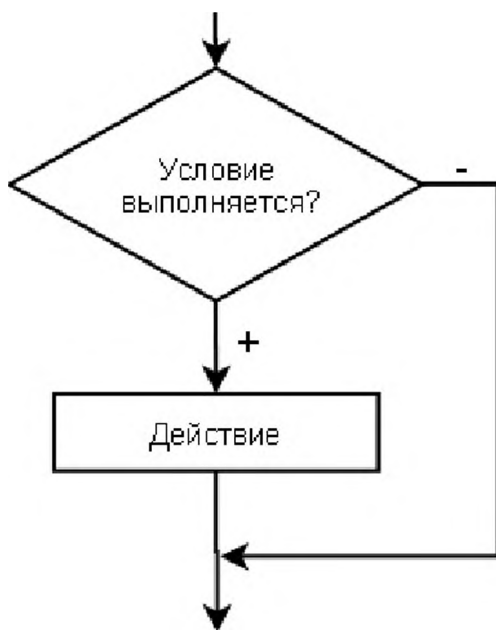 Условие
выполняется?
-
+
Действие